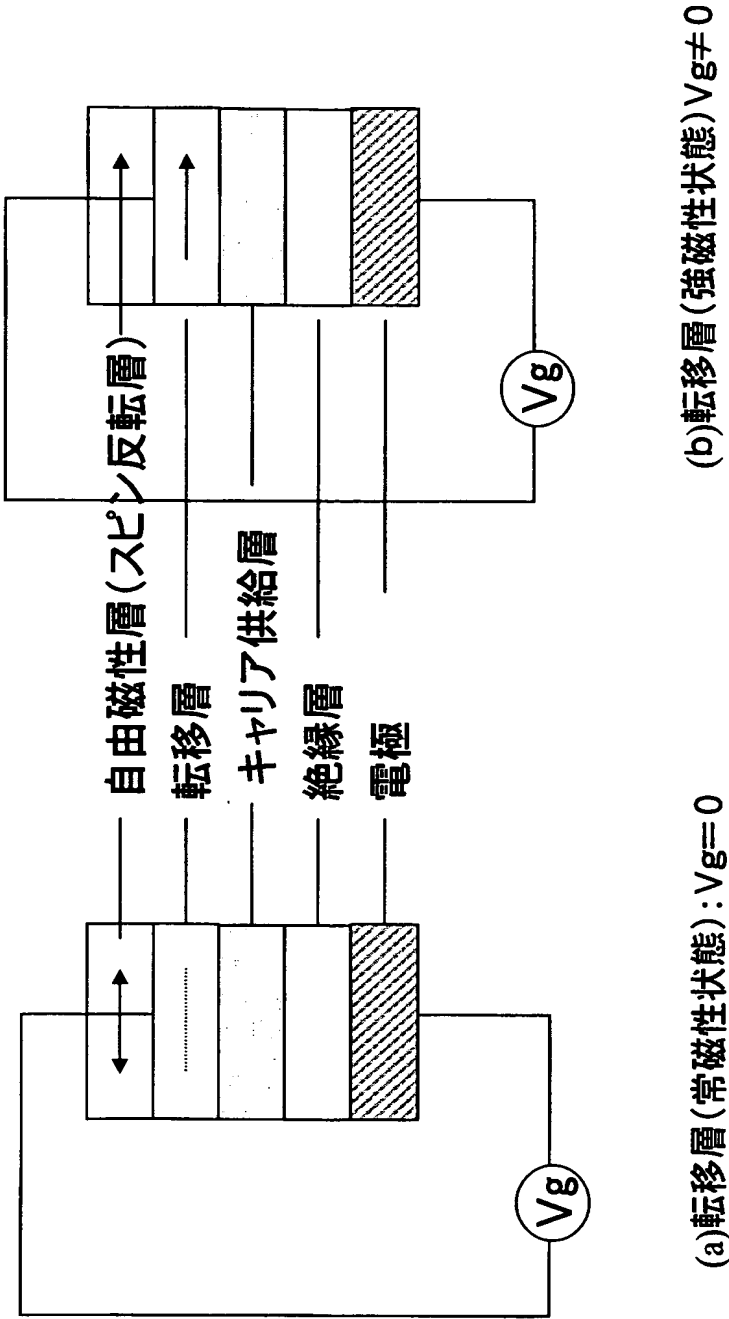 自由磁性層(スピン反転層)
転移層
キャリア供給層
絶縁層
電極
Vg
Vg
(a)転移層(常磁性状態):Vg=0
(b)転移層(強磁性状態)Vg≠0